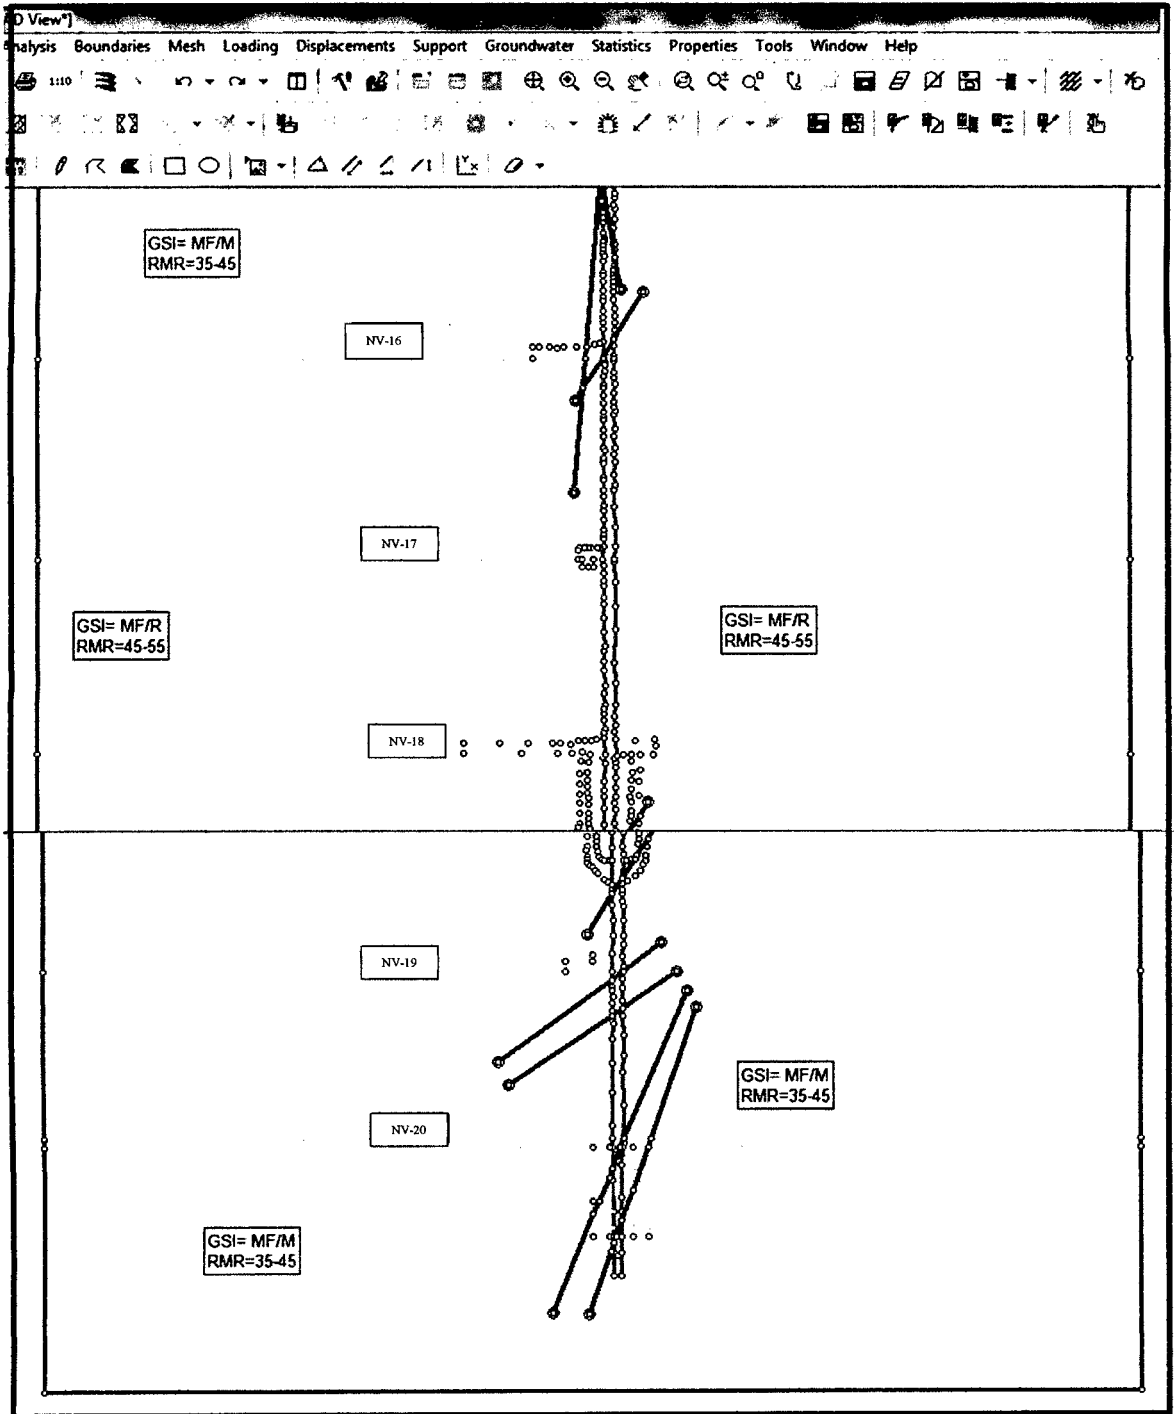 D View*]
nalysis Boundaries Mesh Loading Displacements Support Groundwater Statistics Properties Tools Window Help
1:10
GSI= MF/M
RMR=35-45
NV-16
NV-17
GSI= MF/R
RMR=45-55
GSI= MF/R
RMR=45-55
NV-18
NV-19
GSI= MF/M
RMR=35-45
NV-20
GSI= MF/M
RMR=35-45